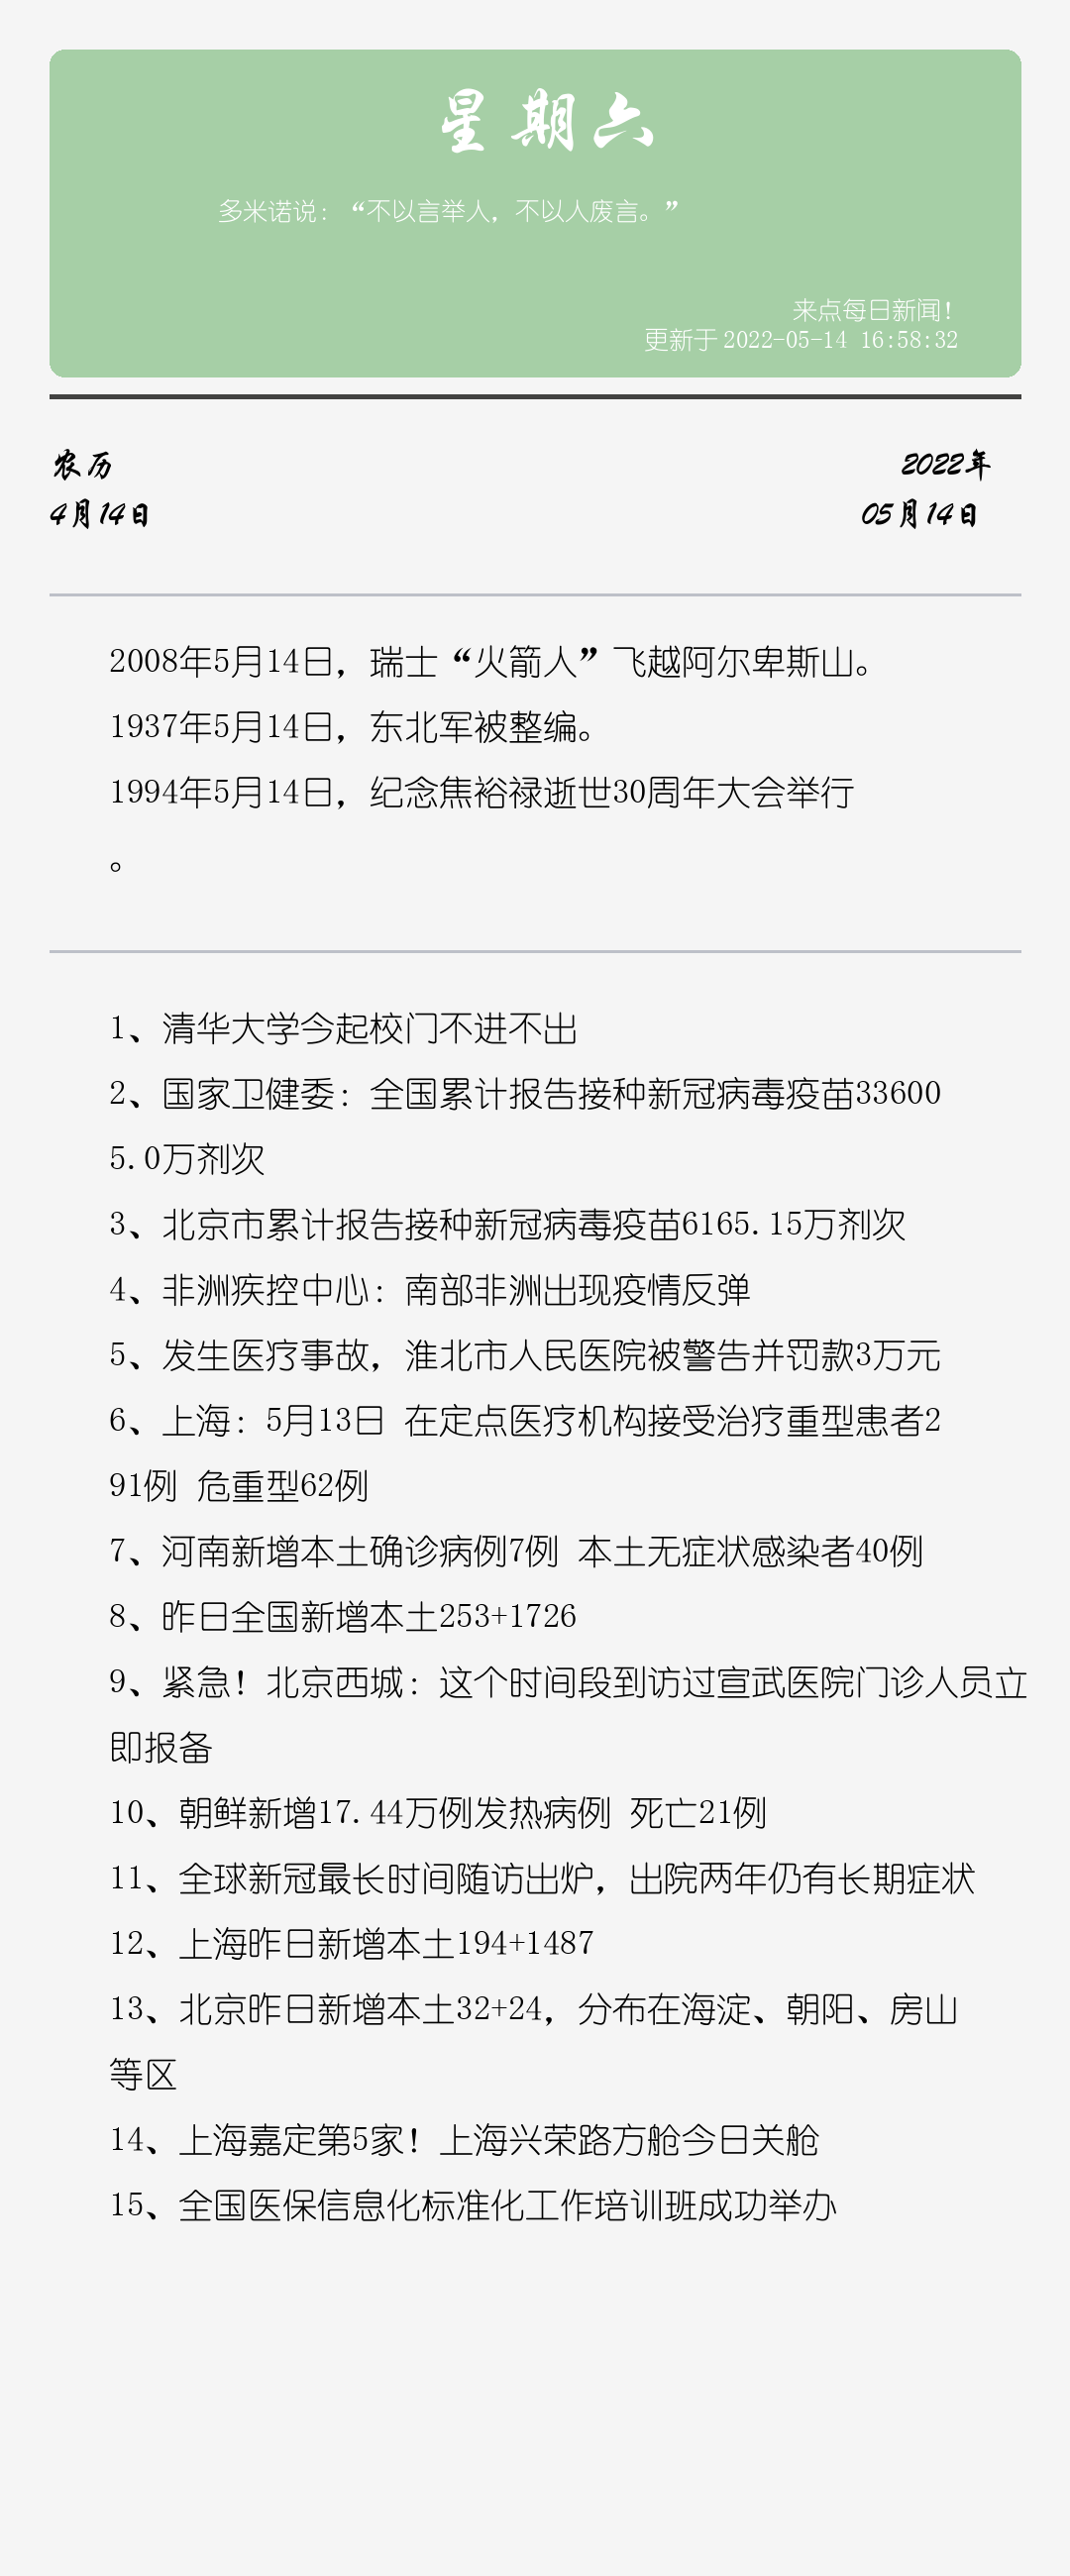 星期六
多米诺说：“不以言举人，不以人废言。”
来点每日新闻！
更新于 2022-05-14 16:58:32
农历
2022年
4月14日
05月14日
2008年5月14日，瑞士“火箭人”飞越阿尔卑斯山。
1937年5月14日，东北军被整编。
1994年5月14日，纪念焦裕禄逝世30周年大会举行
。
1、清华大学今起校门不进不出
2、国家卫健委：全国累计报告接种新冠病毒疫苗33600
5.0万剂次
3、北京市累计报告接种新冠病毒疫苗6165.15万剂次
4、非洲疾控中心：南部非洲出现疫情反弹
5、发生医疗事故，淮北市人民医院被警告并罚款3万元
6、上海：5月13日 在定点医疗机构接受治疗重型患者2
91例 危重型62例
7、河南新增本土确诊病例7例 本土无症状感染者40例
8、昨日全国新增本土253+1726
9、紧急！北京西城：这个时间段到访过宣武医院门诊人员立
即报备
10、朝鲜新增17.44万例发热病例 死亡21例
11、全球新冠最长时间随访出炉，出院两年仍有长期症状
12、上海昨日新增本土194+1487
13、北京昨日新增本土32+24，分布在海淀、朝阳、房山
等区
14、上海嘉定第5家！上海兴荣路方舱今日关舱
15、全国医保信息化标准化工作培训班成功举办